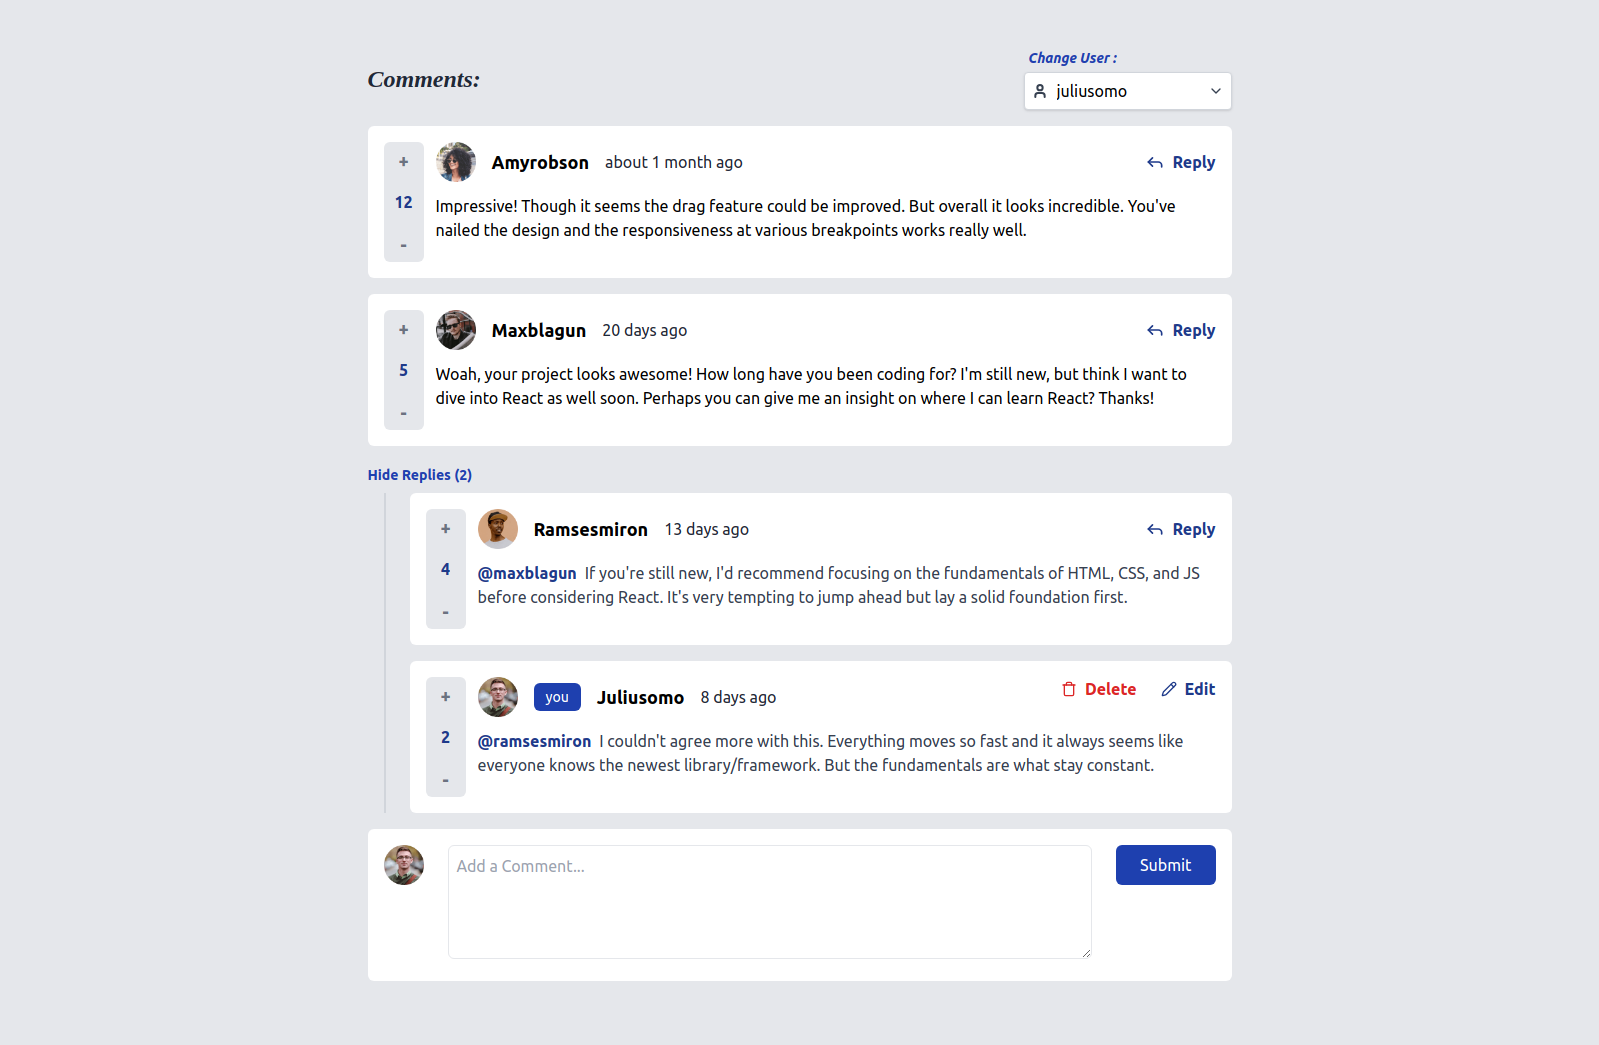 Comments:
Change User :
juliusomo
+
12
-
Amyrobson about 1 month ago
Reply
Impressive! Though it seems the drag feature could be improved. But overall it looks incredible. You've
nailed the design and the responsiveness at various breakpoints works really well.
+
5
-
Maxblagun 20 days ago
Reply
Woah, your project looks awesome! How long have you been coding for? I'm still new, but think I want to
dive into React as well soon. Perhaps you can give me an insight on where I can learn React? Thanks!
Hide Replies (2)
+
4
-
Ramsesmiron 13 days ago
Reply
@maxblagun If you're still new, I'd recommend focusing on the fundamentals of HTML, CSS, and JS
before considering React. It's very tempting to jump ahead but lay a solid foundation first.
+
2
-
you Juliusomo 8 days ago
Delete Edit
@ramsesmiron I couldn't agree more with this. Everything moves so fast and it always seems like
everyone knows the newest library/framework. But the fundamentals are what stay constant.
Add a Comment...
Submit